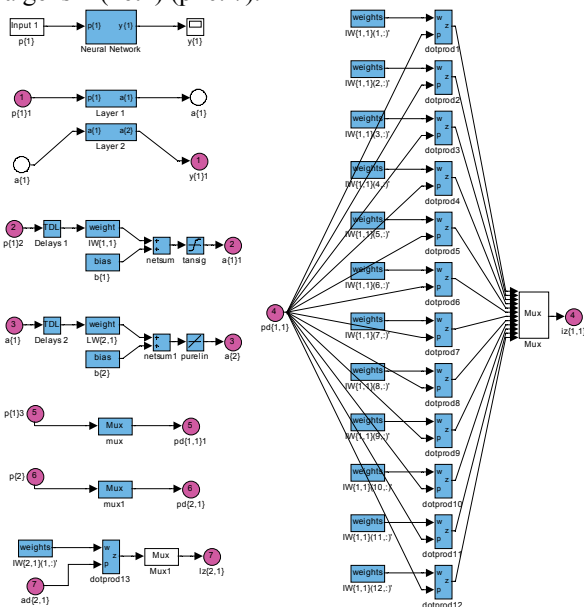 Input 1
p{1}
p{1} y{1}
Neural Network
y{1}
1
p{1}1
p{1} a{1}
Layer 1
a{1}
a{1}
a{1} a{2}
Layer 2
1
y{1}1
2
p{1}2
TDL
Delays 1
weight
IW{1,1}
bias
b{1}
netsum
tansig
2
a{1}1
3
a{1}
TDL
Delays 2
weight
LW{2,1}
bias
b{2}
netsum1
purelin
3
a{2}
p{1}3
5
Mux
mux
5
pd{1,1}1
p{2}
6
Mux
mux1
6
pd{2,1}
weights
IW{2,1}(1,:)'
7
ad{2,1}
w
p
z
dotprod13
Mux
Mux1
7
lz{2,1}
4
pd{1,1}
weights
IW{1,1}(1,:)'
w
p
z
dotprod1
weights
IW{1,1}(2,:)'
w
p
z
dotprod2
weights
IW{1,1}(3,:)'
w
p
z
dotprod3
weights
IW{1,1}(4,:)'
w
p
z
dotprod4
weights
IW{1,1}(5,:)'
w
p
z
dotprod5
weights
IW{1,1}(6,:)'
w
p
z
dotprod6
weights
IW{1,1}(7,:)'
w
p
z
dotprod7
weights
IW{1,1}(8,:)'
w
p
z
dotprod8
weights
IW{1,1}(9,:)'
w
p
z
dotprod9
weights
IW{1,1}(10,:)'
w
p
z
dotprod10
weights
IW{1,1}(11,:)'
w
p
z
dotprod11
weights
IW{1,1}(12,:)'
w
p
z
dotprod12
Mux
Mux
4
iz{1,1}